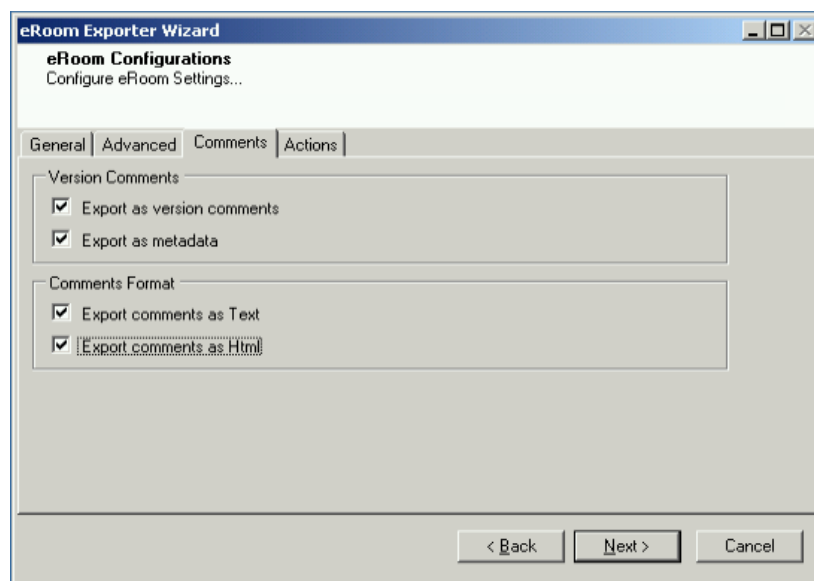 eRoom Exporter Wizard
eRoom Configurations
Configure eRoom Settings...
General
Advanced
Comments
Actions
Version Comments
Export as version comments
Export as metadata
Comments Format
Export comments as Text
Export comments as Html
< Back
Next >
Cancel